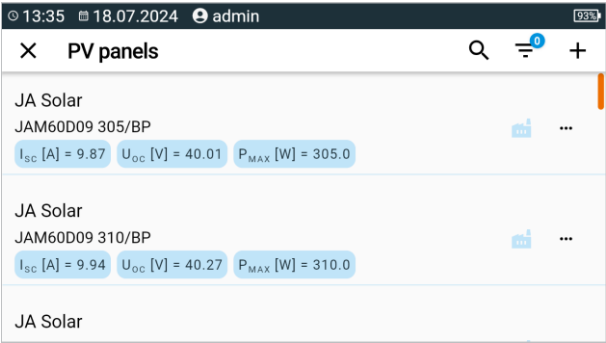 13:35 18.07.2024 admin 93%
PV panels 0
JA Solar
JAM60D09 305/BP
Isc [A] = 9.87 Uoc [V] = 40.01 PMAX [W] = 305.0
JA Solar
JAM60D09 310/BP
Isc [A] = 9.94 Uoc [V] = 40.27 PMAX [W] = 310.0
JA Solar